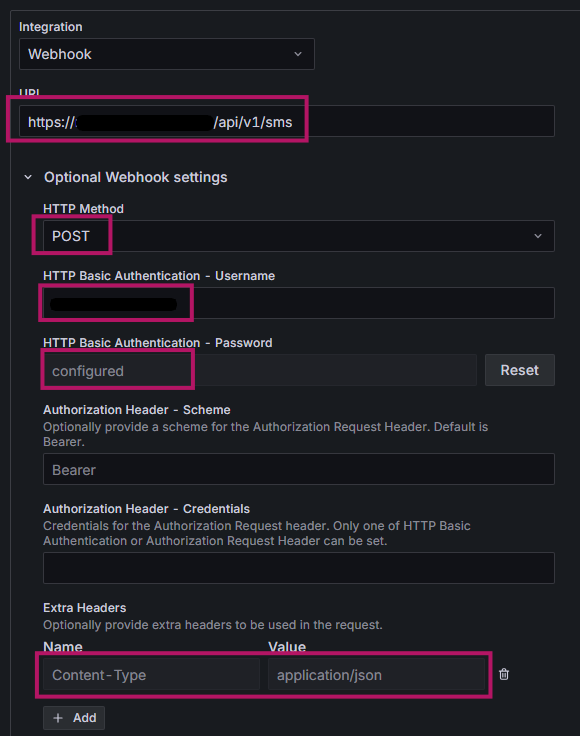 Integration
Webhook
URL
https://
/api/v1/sms
Optional Webhook settings
HTTP Method
POST
HTTP Basic Authentication - Username
HTTP Basic Authentication - Password
configured
Reset
Authorization Header - Scheme
Optionally provide a scheme for the Authorization Request Header. Default is
Bearer.
Bearer
Authorization Header - Credentials
Credentials for the Authorization Request header. Only one of HTTP Basic
Authentication or Authorization Request Header can be set.
Extra Headers
Optionally provide extra headers to be used in the request.
Name Value
Content-Type application/json
+ Add